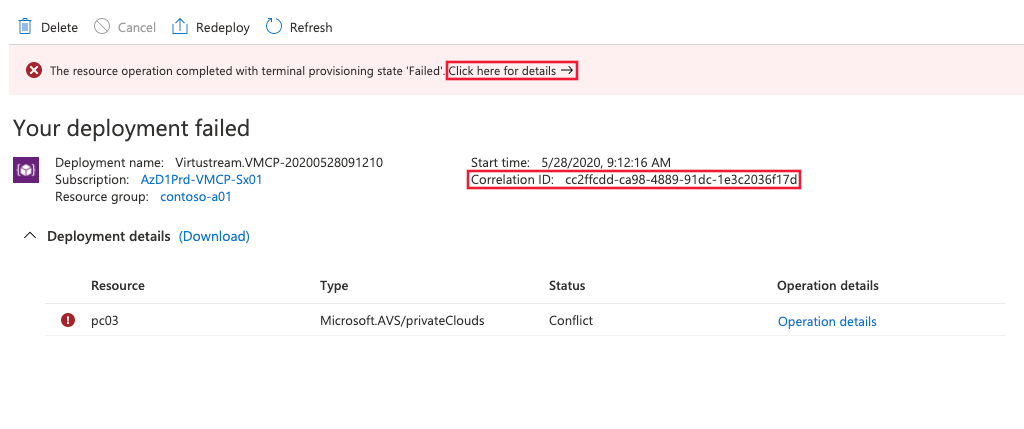 Delete Cancel Redeploy Refresh
The resource operation completed with terminal provisioning state 'Failed'. Click here for details →
Your deployment failed
Deployment name: Virtustream.VMCP-20200528091210 Start time: 5/28/2020, 9:12:16 AM
Subscription: AzD1Prd-VMCP-Sx01 Correlation ID: cc2ffcdd-ca98-4889-91dc-1e3c2036f17d
Resource group: contoso-a01
Deployment details (Download)
Resource Type Status Operation details
pc03 Microsoft.AVS/privateClouds Conflict Operation details